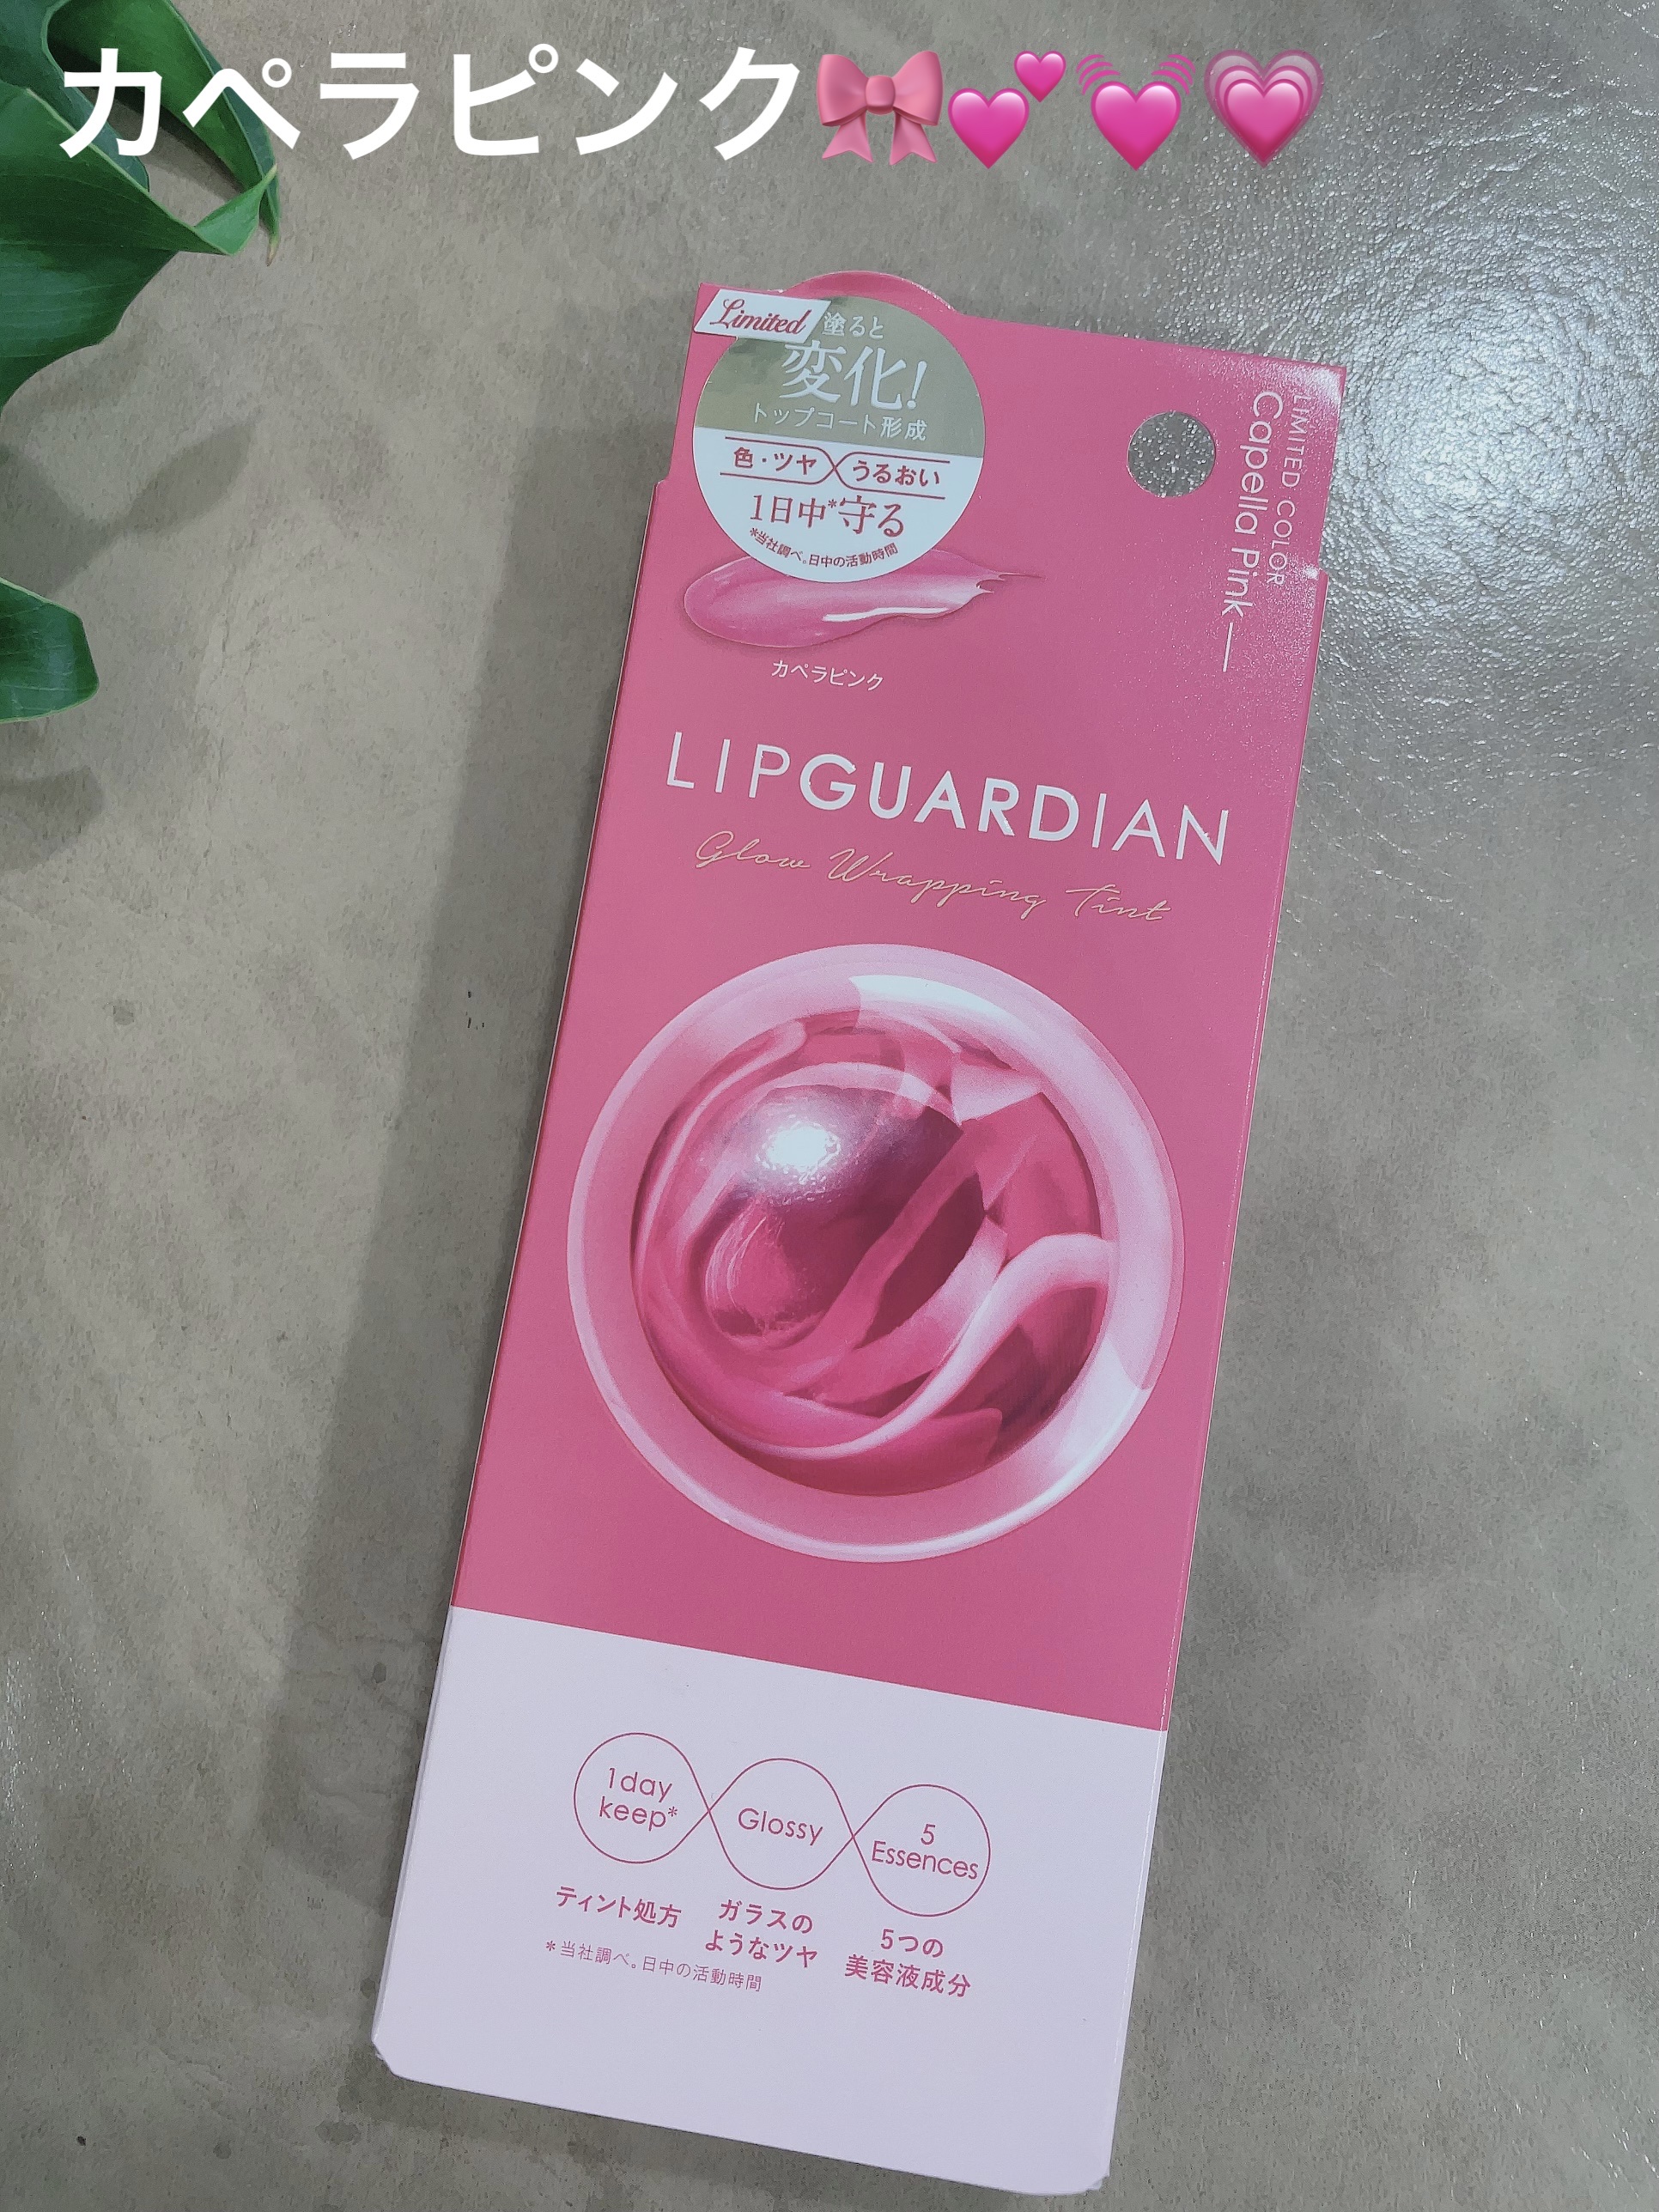 カペラピンク🎀💕💓💗
Limited
塗ると
変化!
トップコート形成
色・ツヤ うるおい
1日中*守る
*当社調べ。日中の活動時間
LIMITED COLOR
Capella Pink
カペラピンク
LIPGUARDIAN
Glow Wrapping Tint
1day
keep*
Glossy
5
Essences
ティント処方
ガラスの
ようなツヤ
5つの
美容液成分
*当社調べ。日中の活動時間